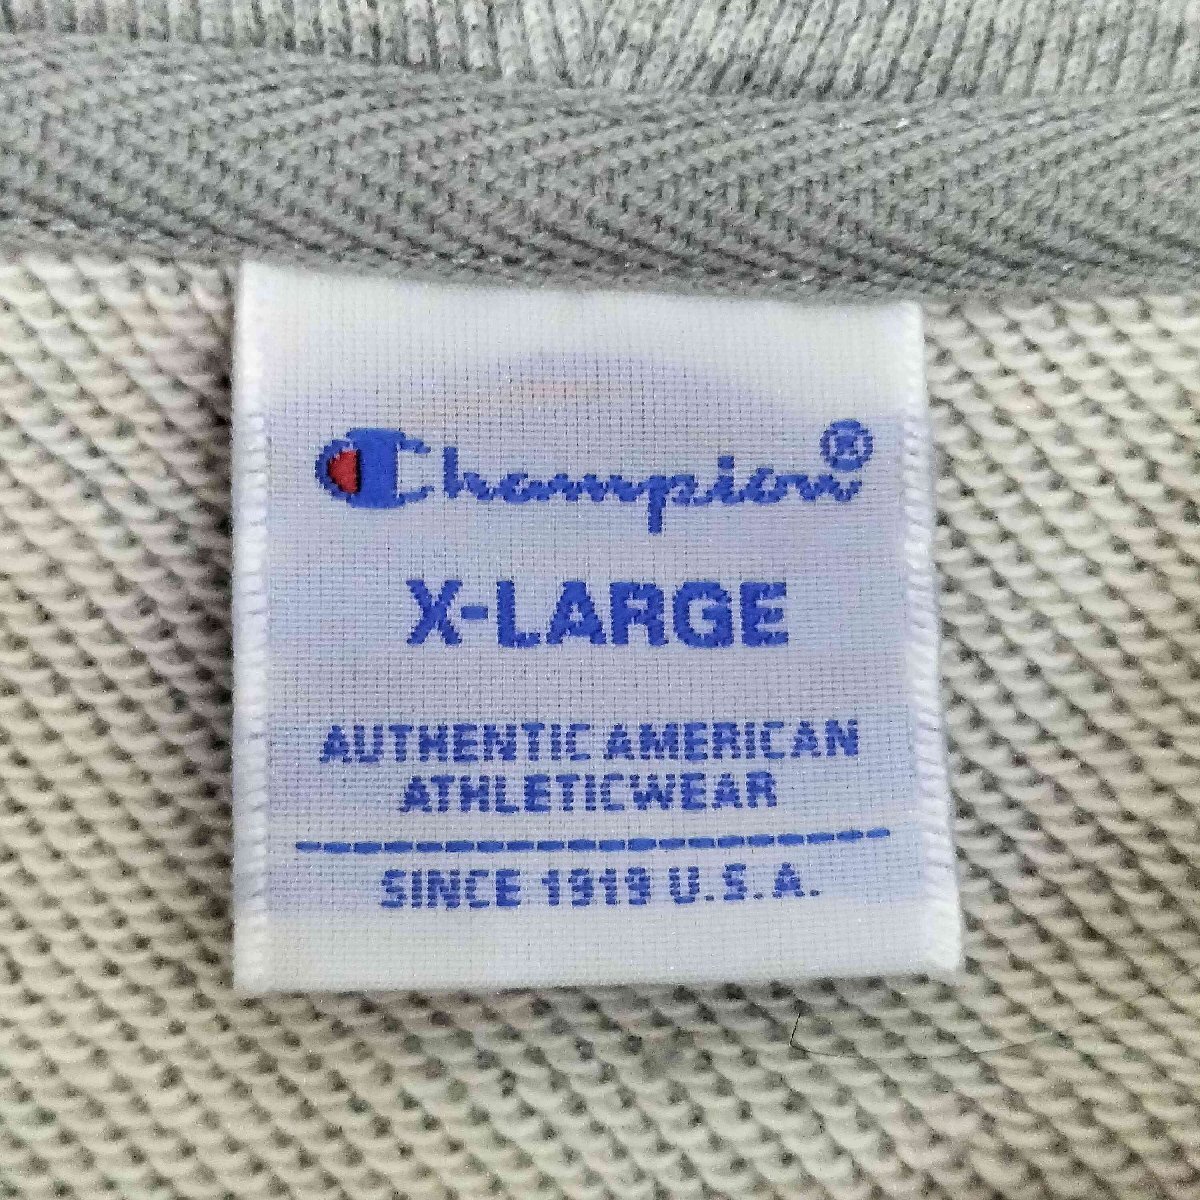 Champion®
X-LARGE
AUTHENTIC AMERICAN
ATHLETICWEAR
SINCE 1919 U.S.A.